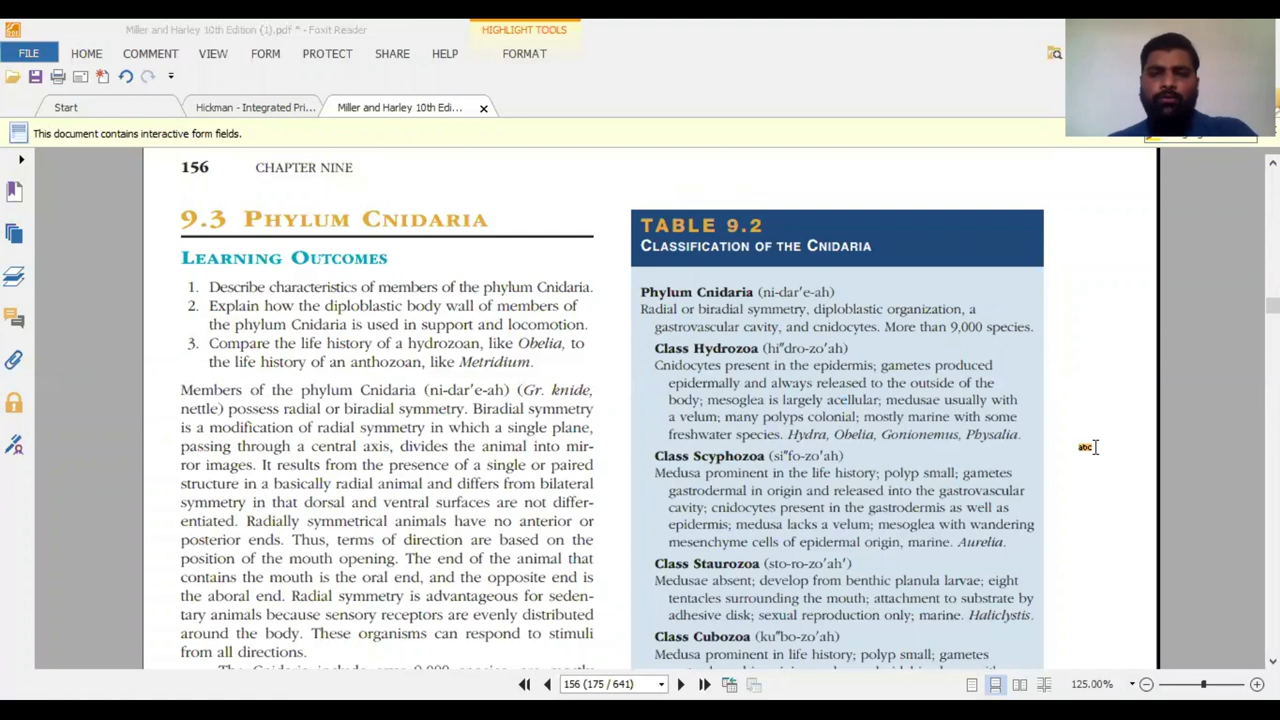 Miller and Harley 10th Edition (1).pdf * - Foxit Reader
HIGHLIGHT TOOLS
FILE HOME COMMENT VIEW FORM PROTECT SHARE HELP FORMAT
Start
Hickman - Integrated Pri...
Miller and Harley 10th Edi...
This document contains interactive form fields.
156 CHAPTER NINE
9.3 PHYLUM CNIDARIA
LEARNING OUTCOMES
1. Describe characteristics of members of the phylum Cnidaria.
2. Explain how the diploblastic body wall of members of
the phylum Cnidaria is used in support and locomotion.
3. Compare the life history of a hydrozoan, like Obelia, to
the life history of an anthozoan, like Metridium.
Members of the phylum Cnidaria (ni-dar′e-ah) (Gr. knide,
nettle) possess radial or biradial symmetry. Biradial symmetry
is a modification of radial symmetry in which a single plane,
passing through a central axis, divides the animal into mir-
ror images. It results from the presence of a single or paired
structure in a basically radial animal and differs from bilateral
symmetry in that dorsal and ventral surfaces are not differ-
entiated. Radially symmetrical animals have no anterior or
posterior ends. Thus, terms of direction are based on the
position of the mouth opening. The end of the animal that
contains the mouth is the oral end, and the opposite end is
the aboral end. Radial symmetry is advantageous for seden-
tary animals because sensory receptors are evenly distributed
around the body. These organisms can respond to stimuli
from all directions.
TABLE 9.2
CLASSIFICATION OF THE CNIDARIA
Phylum Cnidaria (ni-dar′e-ah)
Radial or biradial symmetry, diploblastic organization, a
gastrovascular cavity, and cnidocytes. More than 9,000 species.
Class Hydrozoa (hi″dro-zo′ah)
Cnidocytes present in the epidermis; gametes produced
epidermally and always released to the outside of the
body; mesoglea is largely acellular; medusae usually with
a velum; many polyps colonial; mostly marine with some
freshwater species. Hydra, Obelia, Gonionemus, Physalia.
Class Scyphozoa (si″fo-zo′ah)
Medusa prominent in the life history; polyp small; gametes
gastrodermal in origin and released into the gastrovascular
cavity; cnidocytes present in the gastrodermis as well as
epidermis; medusa lacks a velum; mesoglea with wandering
mesenchyme cells of epidermal origin, marine. Aurelia.
Class Staurozoa (sto-ro-zo′ah′)
Medusae absent; develop from benthic planula larvae; eight
tentacles surrounding the mouth; attachment to substrate by
adhesive disk; sexual reproduction only; marine. Haliclystis.
Class Cubozoa (ku″bo-zo′ah)
Medusa prominent in life history; polyp small; gametes
abc
156 (175 / 641)
125.00%